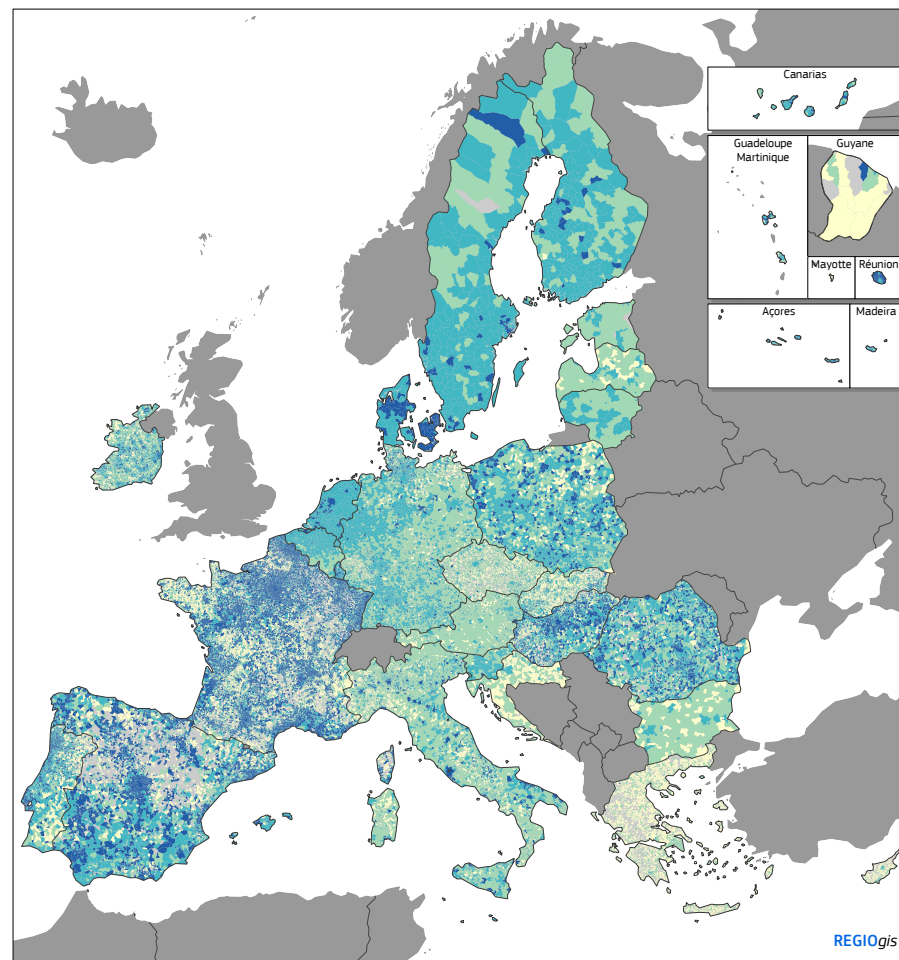 Canarias
Guadeloupe
Martinique
Guyane
Mayotte
Réunion
Açores
Madeira
REGIOgis